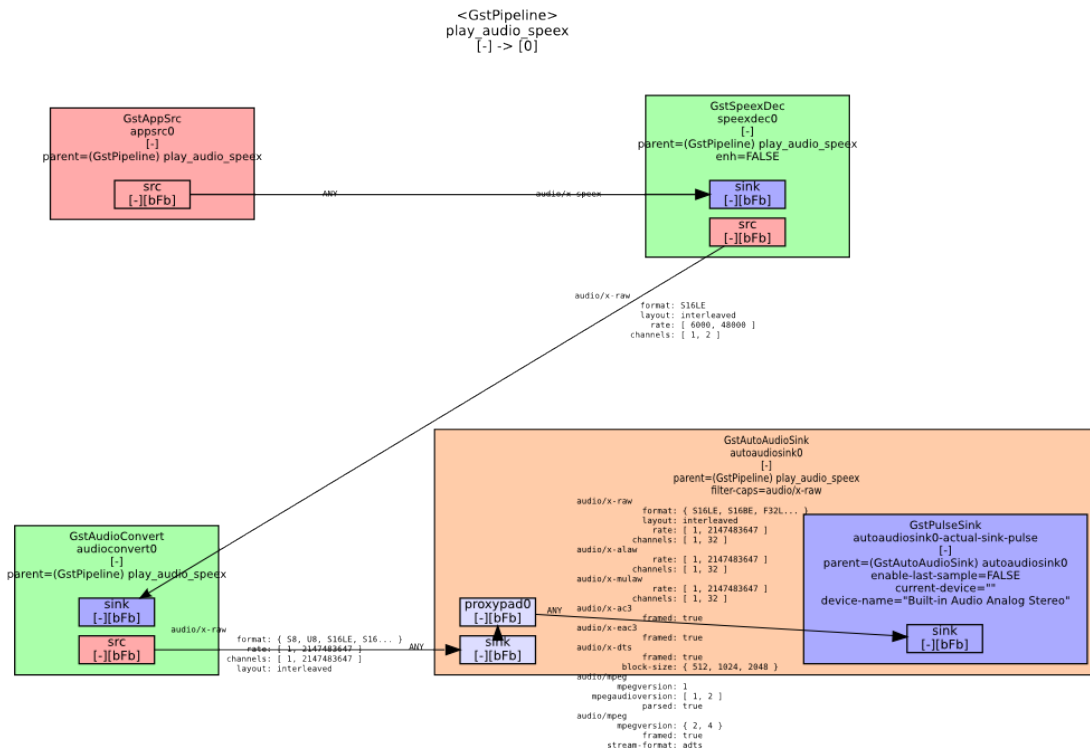 <GstPipeline>
play_audio_speex
[-] -> [0]
GstAppSrc
appsrc0
[-]
parent=(GstPipeline) play_audio_speex
src
[-][bFb]
ANY
audio/x-speex
GstSpeexDec
speexdec0
[-]
parent=(GstPipeline) play_audio_speex
enh=FALSE
sink
[-][bFb]
src
[-][bFb]
audio/x-raw
format: S16LE
layout: interleaved
rate: [ 6000, 48000 ]
channels: [ 1, 2 ]
GstAudioConvert
audioconvert0
[-]
parent=(GstPipeline) play_audio_speex
sink
[-][bFb]
src
[-][bFb]
audio/x-raw
format: { S8, U8, S16LE, S16... }
rate: [ 1, 2147483647 ]
channels: [ 1, 2147483647 ]
layout: interleaved
ANY
GstAutoAudioSink
autoaudiosink0
[-]
parent=(GstPipeline) play_audio_speex
filter-caps=audio/x-raw
proxypad0
[-][bFb]
sink
[-][bFb]
ANY
audio/x-raw
format: { S16LE, S16BE, F32L... }
layout: interleaved
rate: [ 1, 2147483647 ]
channels: [ 1, 32 ]
audio/x-alaw
rate: [ 1, 2147483647 ]
channels: [ 1, 32 ]
audio/x-mulaw
rate: [ 1, 2147483647 ]
channels: [ 1, 32 ]
audio/x-ac3
framed: true
audio/x-eac3
framed: true
audio/x-dts
framed: true
block-size: { 512, 1024, 2048 }
audio/mpeg
mpegversion: 1
mpegaudioversion: [ 1, 2 ]
parsed: true
audio/mpeg
mpegversion: { 2, 4 }
framed: true
stream-format: adts
GstPulseSink
autoaudiosink0-actual-sink-pulse
[-]
parent=(GstAutoAudioSink) autoaudiosink0
enable-last-sample=FALSE
current-device=""
device-name="Built-in Audio Analog Stereo"
sink
[-][bFb]